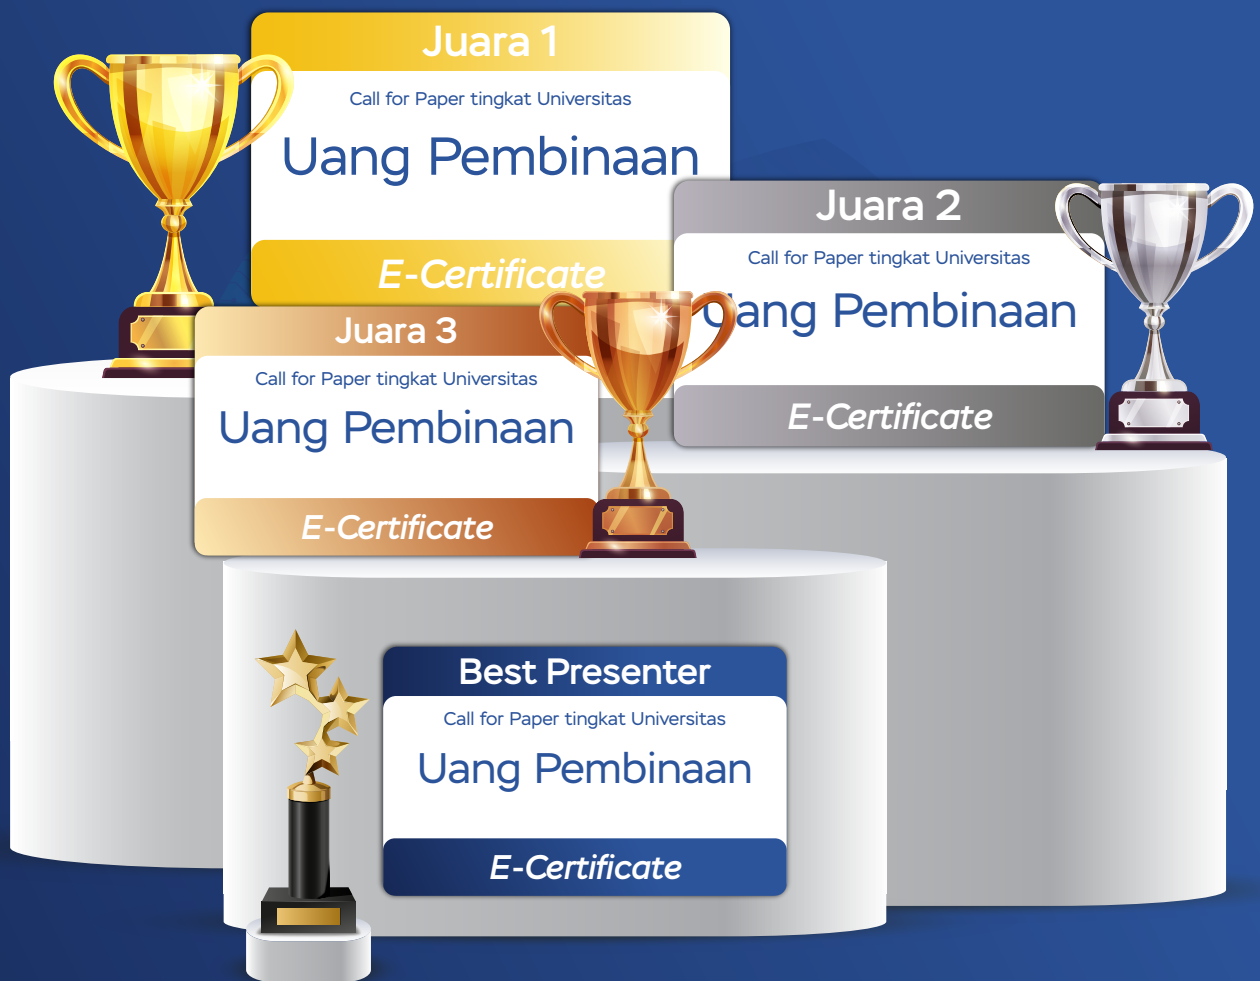 Juara 1
Call for Paper tingkat Universitas
Uang Pembinaan
E-Certificate
Juara 2
Call for Paper tingkat Universitas
Uang Pembinaan
E-Certificate
Juara 3
Call for Paper tingkat Universitas
Uang Pembinaan
E-Certificate
Best Presenter
Call for Paper tingkat Universitas
Uang Pembinaan
E-Certificate